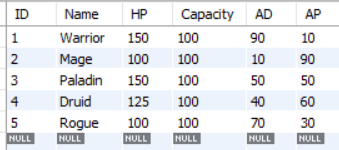 ID Name HP Capacity AD AP
1 Warrior 150 100 90 10
2 Mage 100 100 10 90
3 Paladin 150 100 50 50
4 Druid 125 100 40 60
5 Rogue 100 100 70 30
NULL NULL NULL NULL NULL NULL